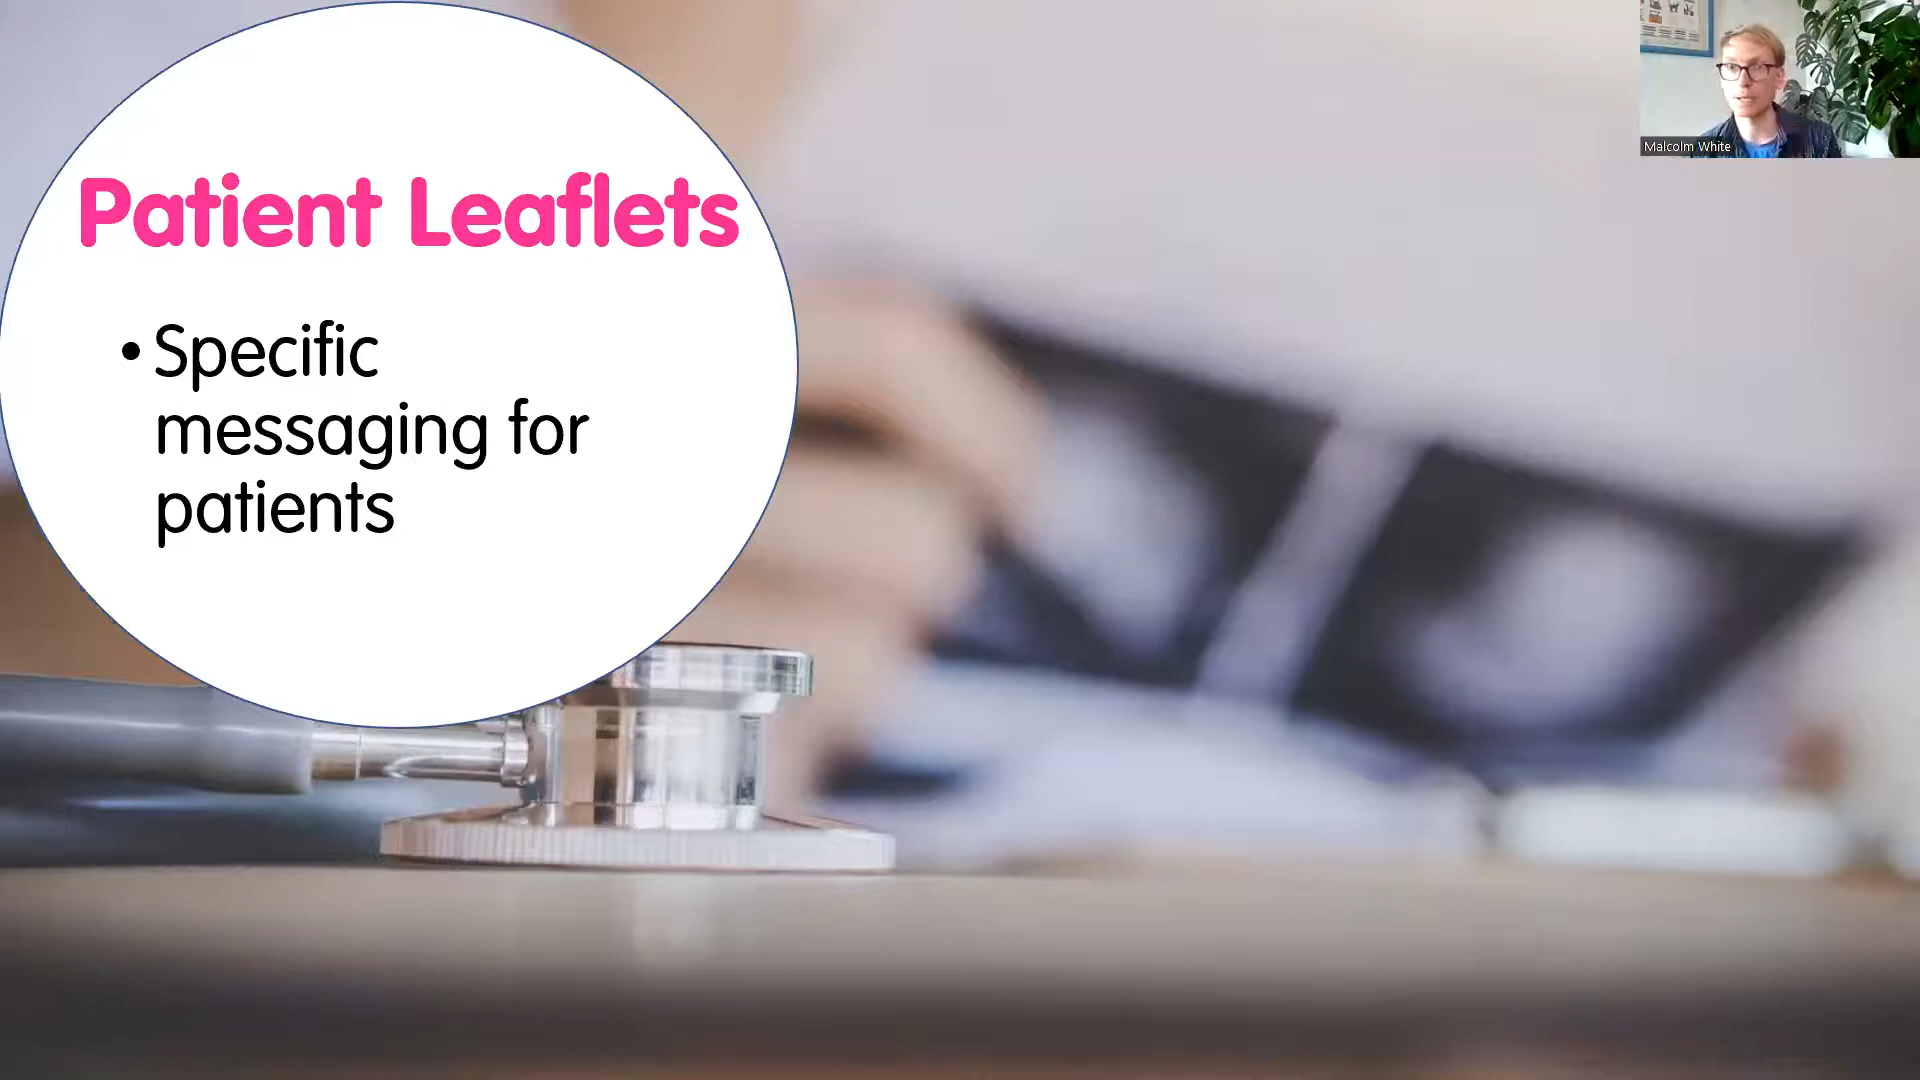 Patient Leaflets
• Specific
messaging for
patients
Malcolm White